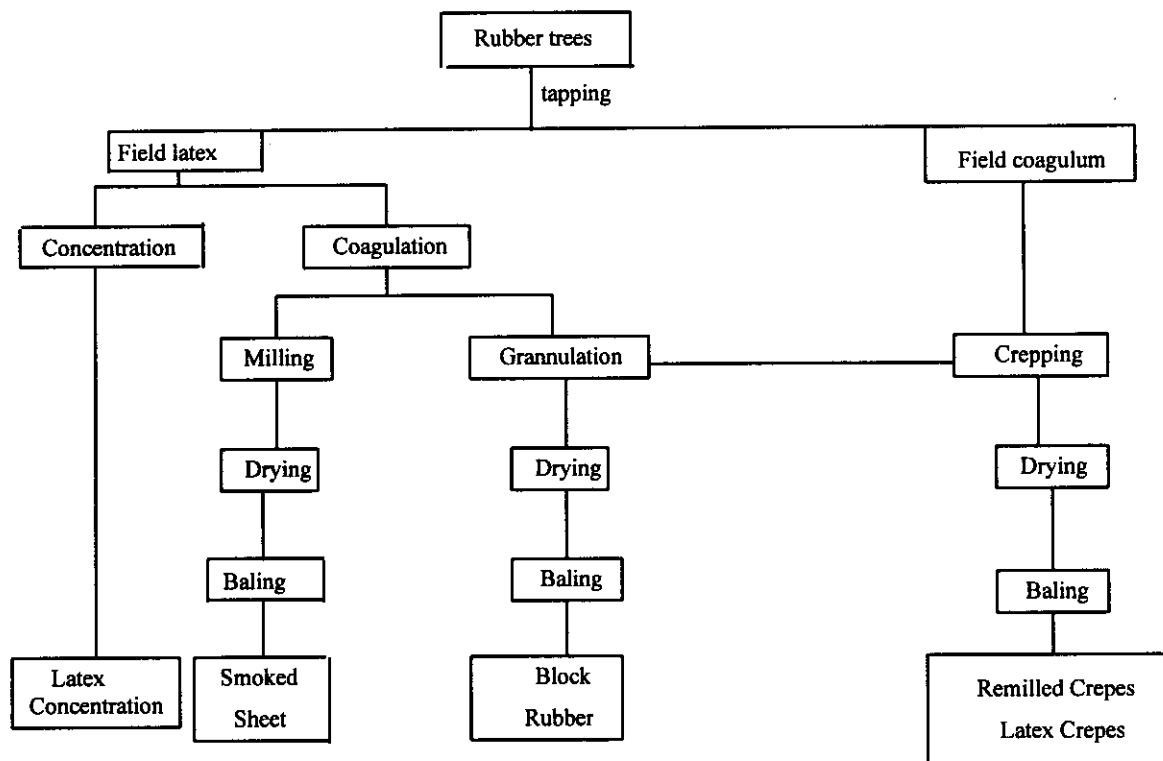 Rubber trees
tapping
Field latex
Field coagulum
Concentration
Coagulation
Milling
Grannulation
Crepping
Drying
Drying
Drying
Baling
Baling
Baling
Latex
Concentration
Smoked
Sheet
Block
Rubber
Remilled Crepes
Latex Crepes